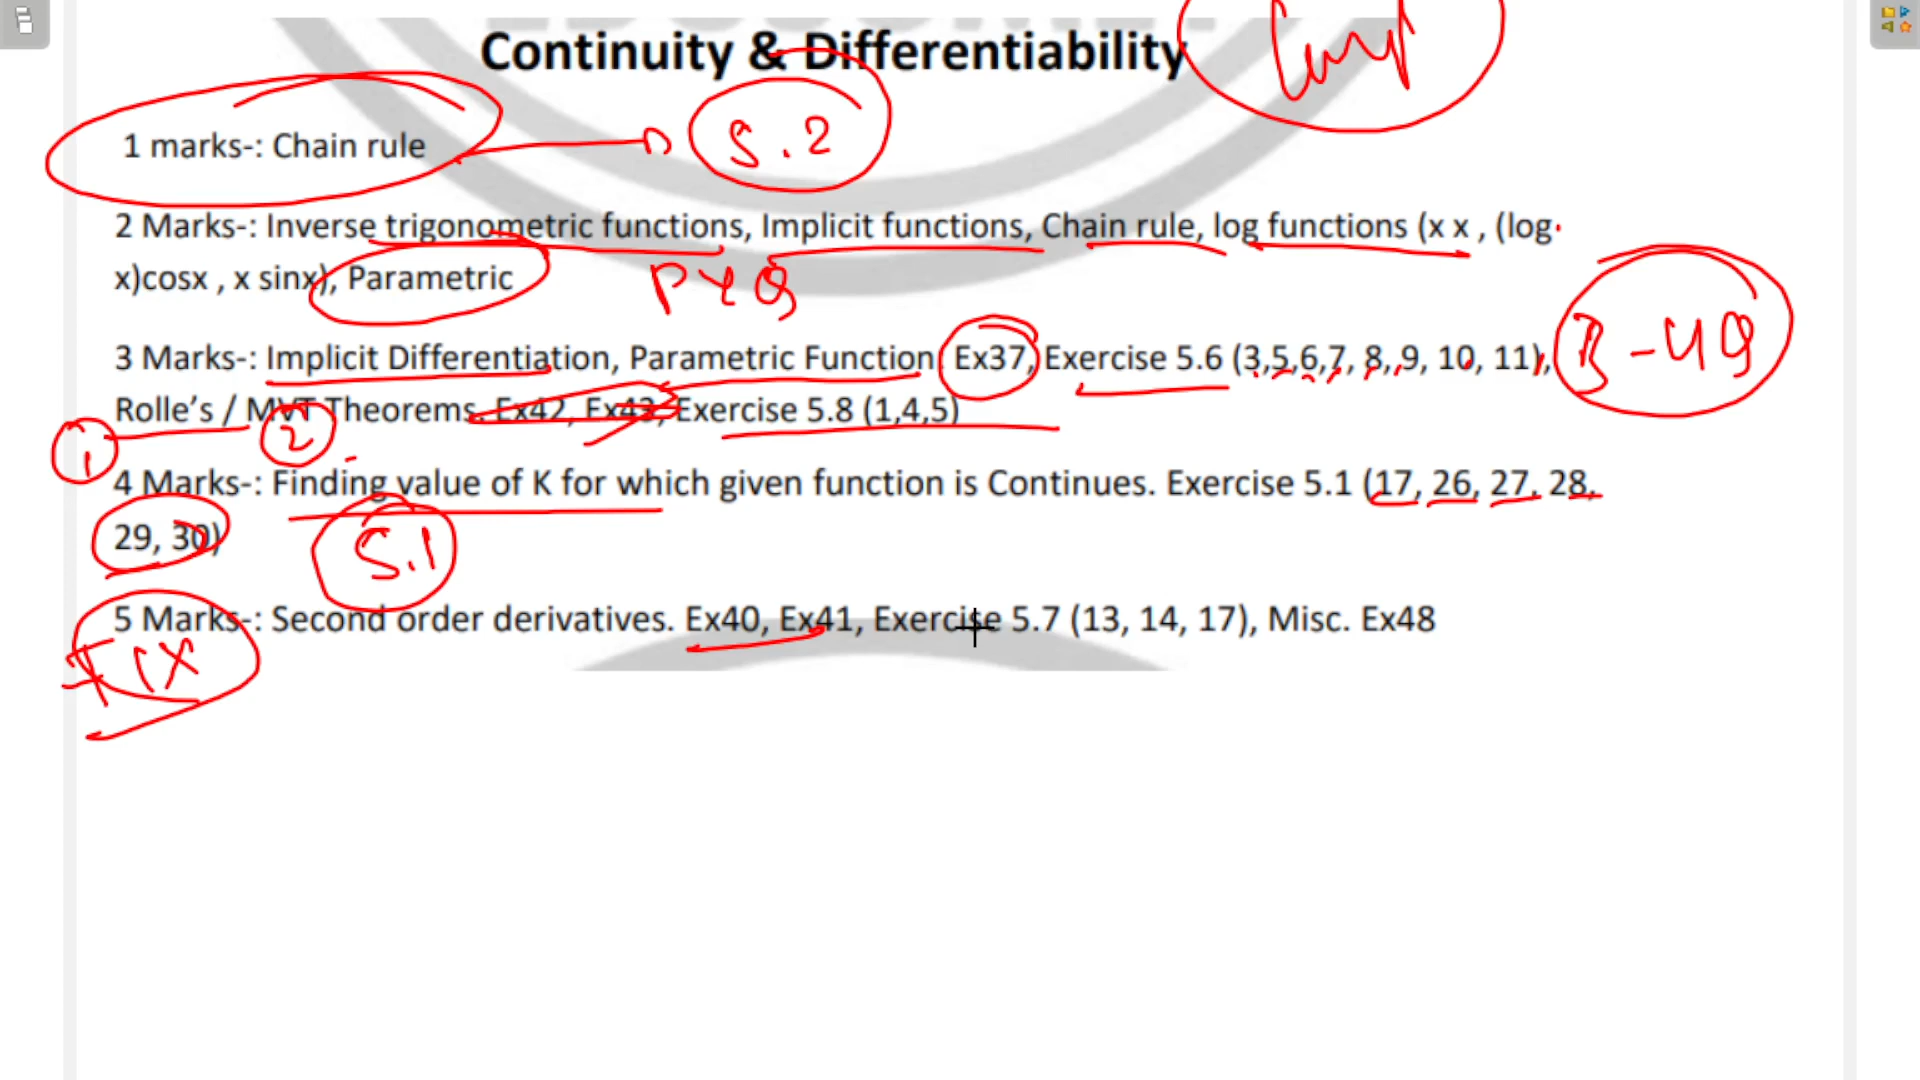 Continuity & Differentiability
1 marks-: Chain rule 5.2
2 Marks-: Inverse trigonometric functions, Implicit functions, Chain rule, log functions (x x , (log
x)cosx , x sinx), Parametric PYQ
3 Marks-: Implicit Differentiation, Parametric Function Ex37, Exercise 5.6 (3,5,6,7, 8,,9, 10, 11),
Rolle’s / MVT Theorems. Ex42, Ex43, Exercise 5.8 (1,4,5)
1 2
4 Marks-: Finding value of K for which given function is Continues. Exercise 5.1 (17, 26, 27, 28,
29, 30) 5.1
5 Marks-: Second order derivatives. Ex40, Ex41, Exercise 5.7 (13, 14, 17), Misc. Ex48
FIX